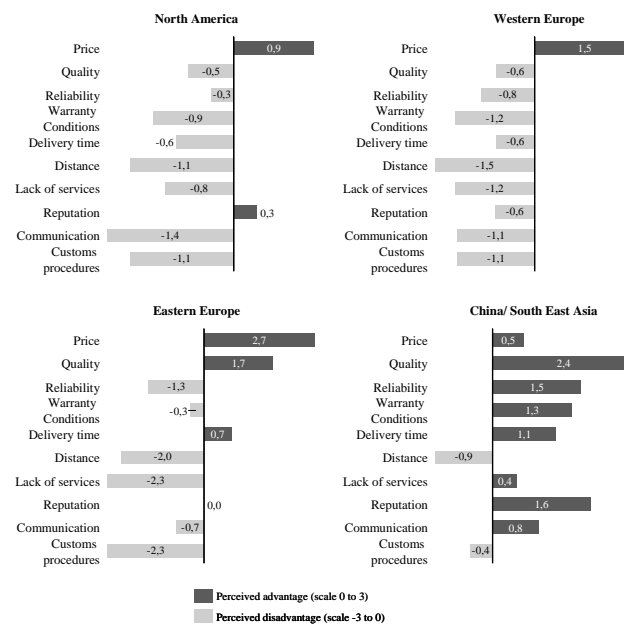 North America
Price 0,9
Quality -0,5
Reliability -0,3
Warranty
Conditions -0,9
Delivery time -0,6
Distance -1,1
Lack of services -0,8
Reputation 0,3
Communication -1,4
Customs
procedures -1,1
Western Europe
Price 1,5
Quality -0,6
Reliability -0,8
Warranty
Conditions -1,2
Delivery time -0,6
Distance -1,5
Lack of services -1,2
Reputation -0,6
Communication -1,1
Customs
procedures -1,1
Eastern Europe
Price 2,7
Quality 1,7
Reliability -1,3
Warranty
Conditions -0,3
Delivery time 0,7
Distance -2,0
Lack of services -2,3
Reputation 0,0
Communication -0,7
Customs
procedures -2,3
China/ South East Asia
Price 0,5
Quality 2,4
Reliability 1,5
Warranty
Conditions 1,3
Delivery time 1,1
Distance -0,9
Lack of services 0,4
Reputation 1,6
Communication 0,8
Customs
procedures -0,4
Perceived advantage (scale 0 to 3)
Perceived disadvantage (scale -3 to 0)